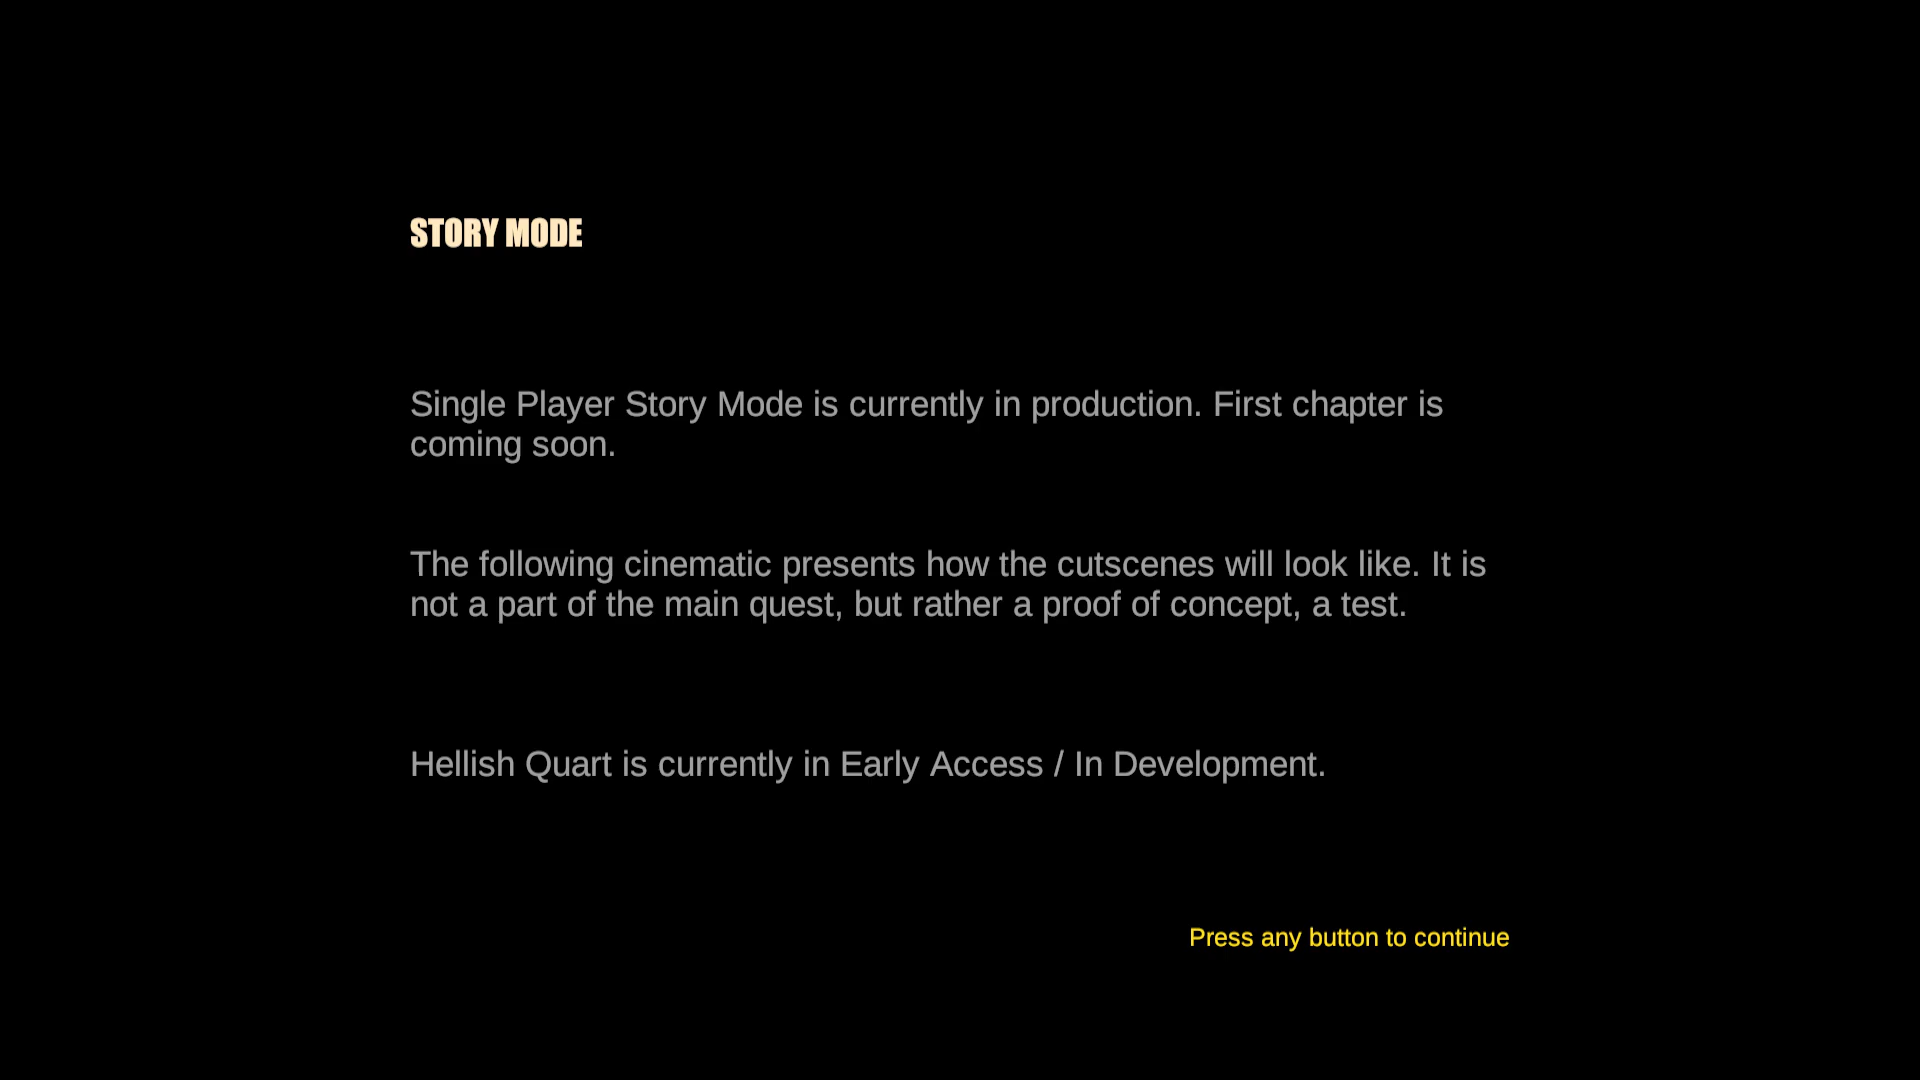 STORY MODE
Single Player Story Mode is currently in production. First chapter is
coming soon.
The following cinematic presents how the cutscenes will look like. It is
not a part of the main quest, but rather a proof of concept, a test.
Hellish Quart is currently in Early Access / In Development.
Press any button to continue